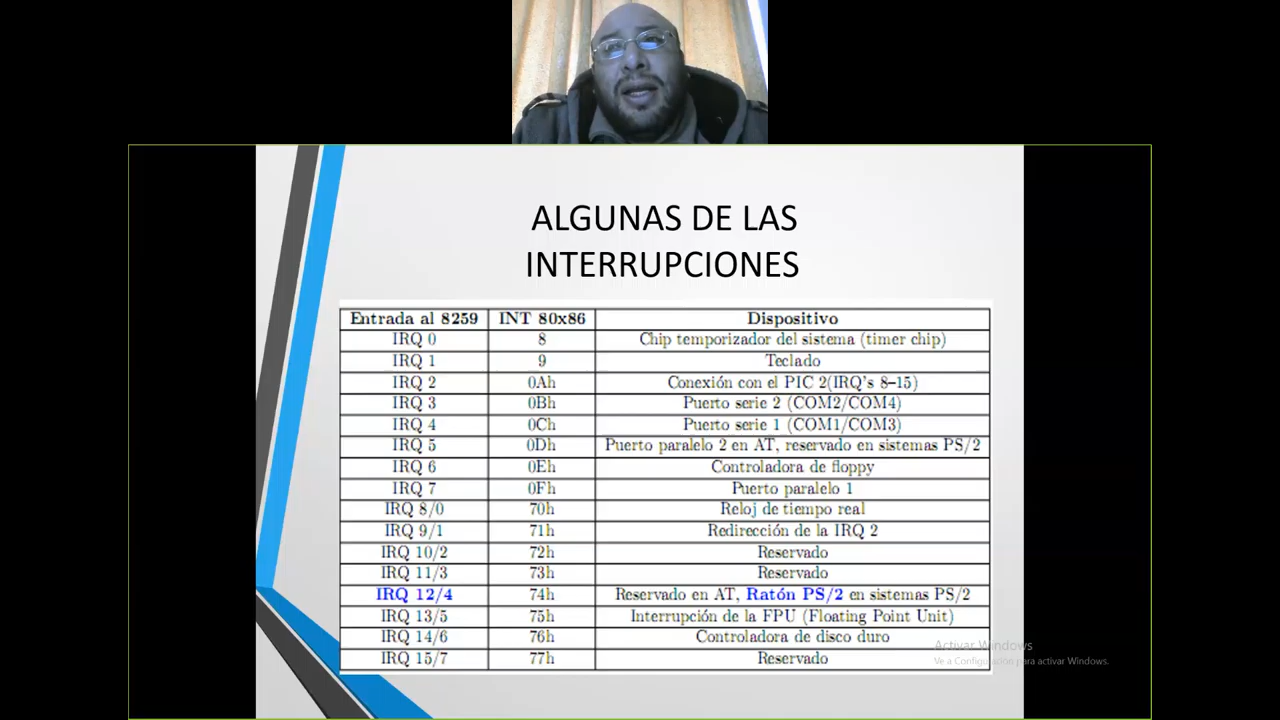 ALGUNAS DE LAS
INTERRUPCIONES
Entrada al 8259 INT 80x86 Dispositivo
IRQ 0 8 Chip temporizador del sistema (timer chip)
IRQ 1 9 Teclado
IRQ 2 0Ah Conexión con el PIC 2(IRQ's 8–15)
IRQ 3 0Bh Puerto serie 2 (COM2/COM4)
IRQ 4 0Ch Puerto serie 1 (COM1/COM3)
IRQ 5 0Dh Puerto paralelo 2 en AT, reservado en sistemas PS/2
IRQ 6 0Eh Controladora de floppy
IRQ 7 0Fh Puerto paralelo 1
IRQ 8/0 70h Reloj de tiempo real
IRQ 9/1 71h Redirección de la IRQ 2
IRQ 10/2 72h Reservado
IRQ 11/3 73h Reservado
IRQ 12/4 74h Reservado en AT, Ratón PS/2 en sistemas PS/2
IRQ 13/5 75h Interrupción de la FPU (Floating Point Unit)
IRQ 14/6 76h Controladora de disco duro
IRQ 15/7 77h Reservado
Activar Windows
Ve a Configuración para activar Windows.